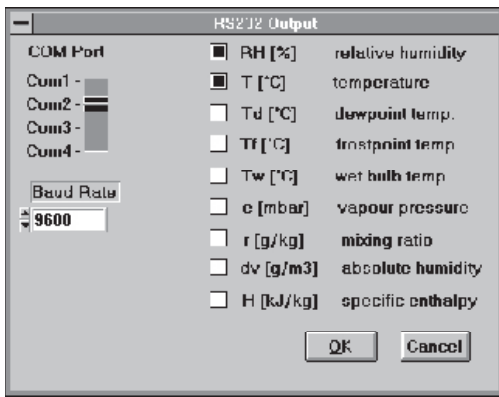 RS232 Output
COM Port
Com1 -
Com2 -
Com3 -
Com4 -
Baud Rate
9600
RH [%] relative humidity
T [°C] temperature
Td [°C] dewpoint temp.
Tf [°C] frostpoint temp
Tw [°C] wet bulb temp
e [mbar] vapour pressure
r [g/kg] mixing ratio
dv [g/m3] absolute humidity
H [kJ/kg] specific enthalpy
OK Cancel